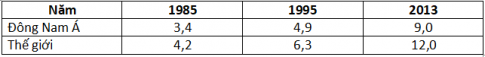 Năm 1985 1995 2013
Đông Nam Á 3,4 4,9 9,0
Thế giới 4,2 6,3 12,0